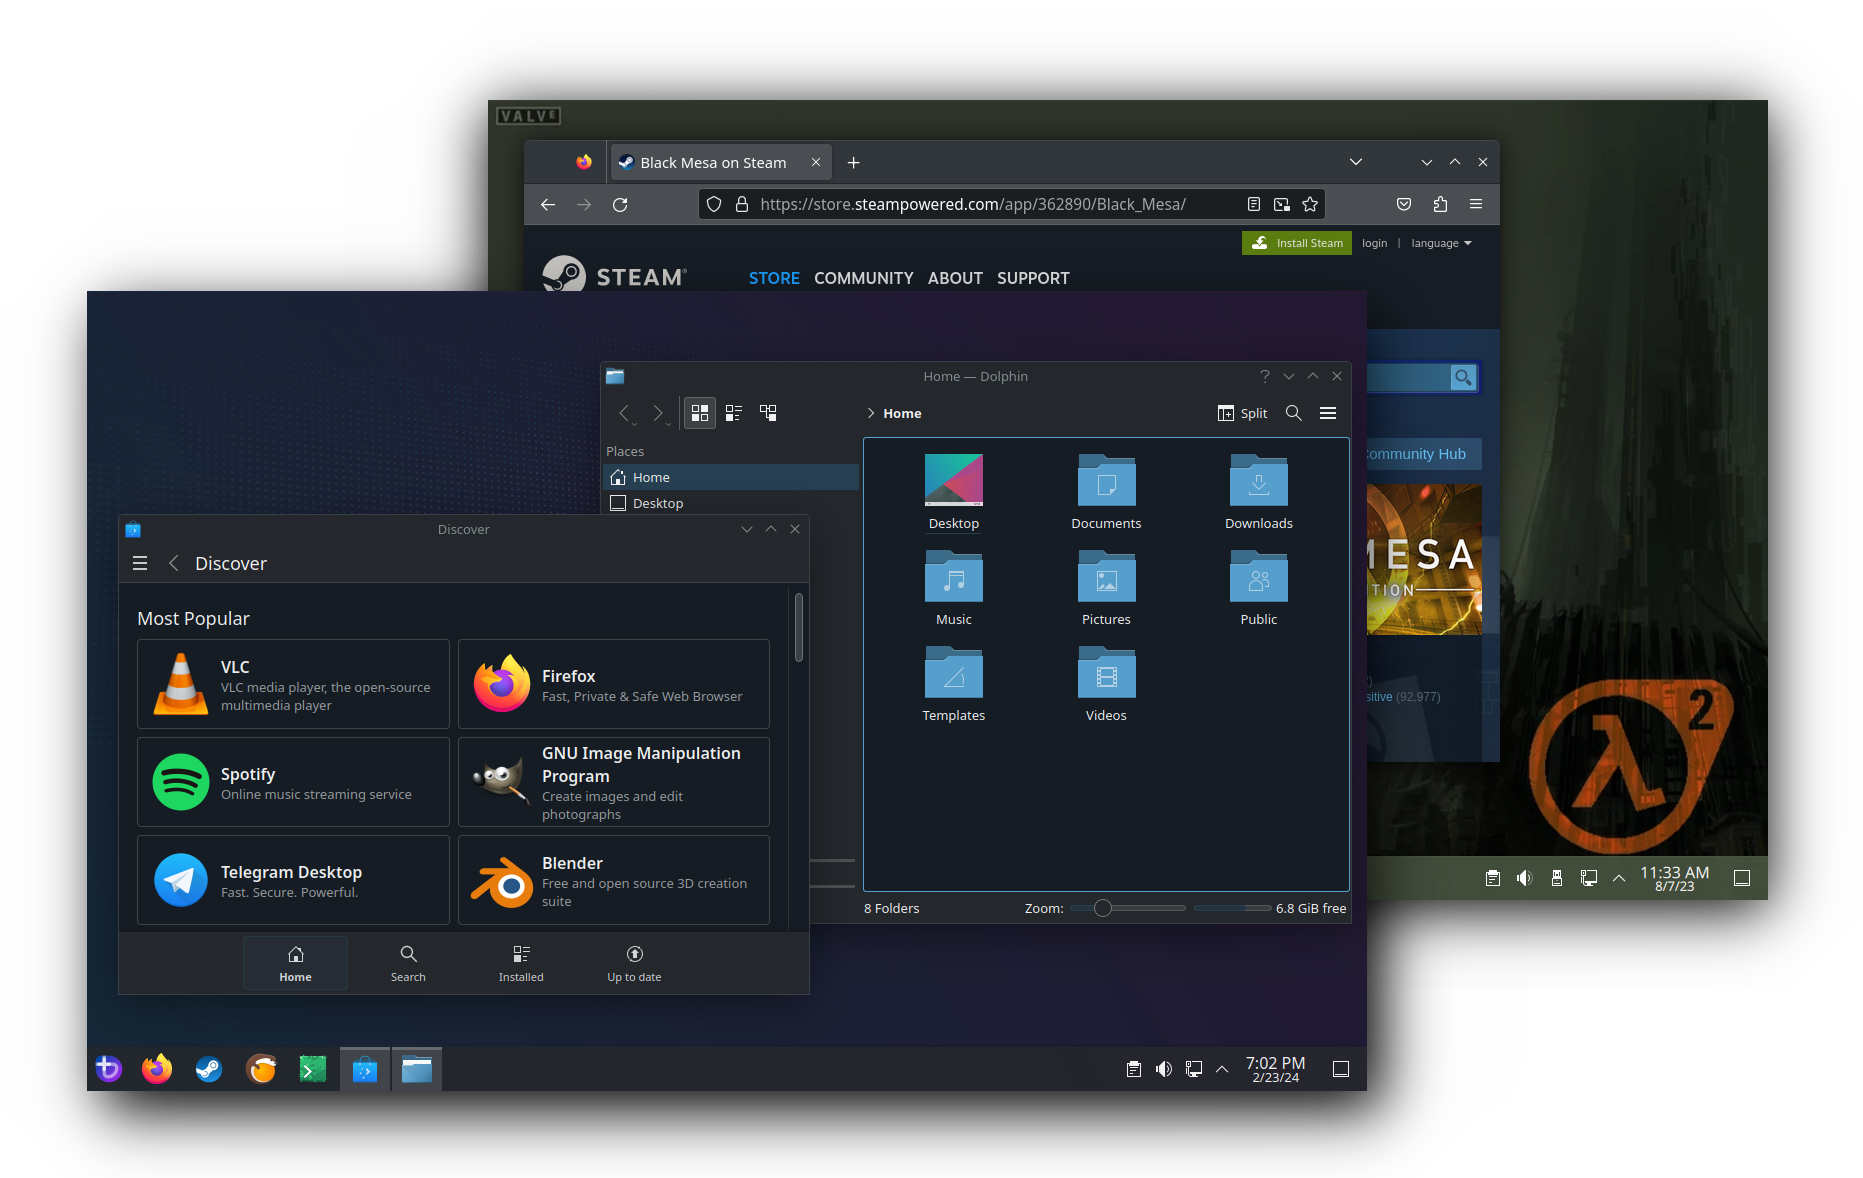 VALVE
Black Mesa on Steam
https://store.steampowered.com/app/362890/Black_Mesa/
Install Steam login | language
STEAM
STORE COMMUNITY ABOUT SUPPORT
Community Hub
MESA
(92,977)
2
11:33 AM
8/7/23
Home — Dolphin
Home
Split
Places
Home
Desktop
Desktop
Documents
Downloads
Music
Pictures
Public
Templates
Videos
8 Folders
Zoom:
6.8 GiB free
Discover
Discover
Most Popular
VLC
VLC media player, the open-source
multimedia player
Firefox
Fast, Private & Safe Web Browser
Spotify
Online music streaming service
GNU Image Manipulation
Program
Create images and edit
photographs
Telegram Desktop
Fast. Secure. Powerful.
Blender
Free and open source 3D creation
suite
Home
Search
Installed
Up to date
7:02 PM
2/23/24